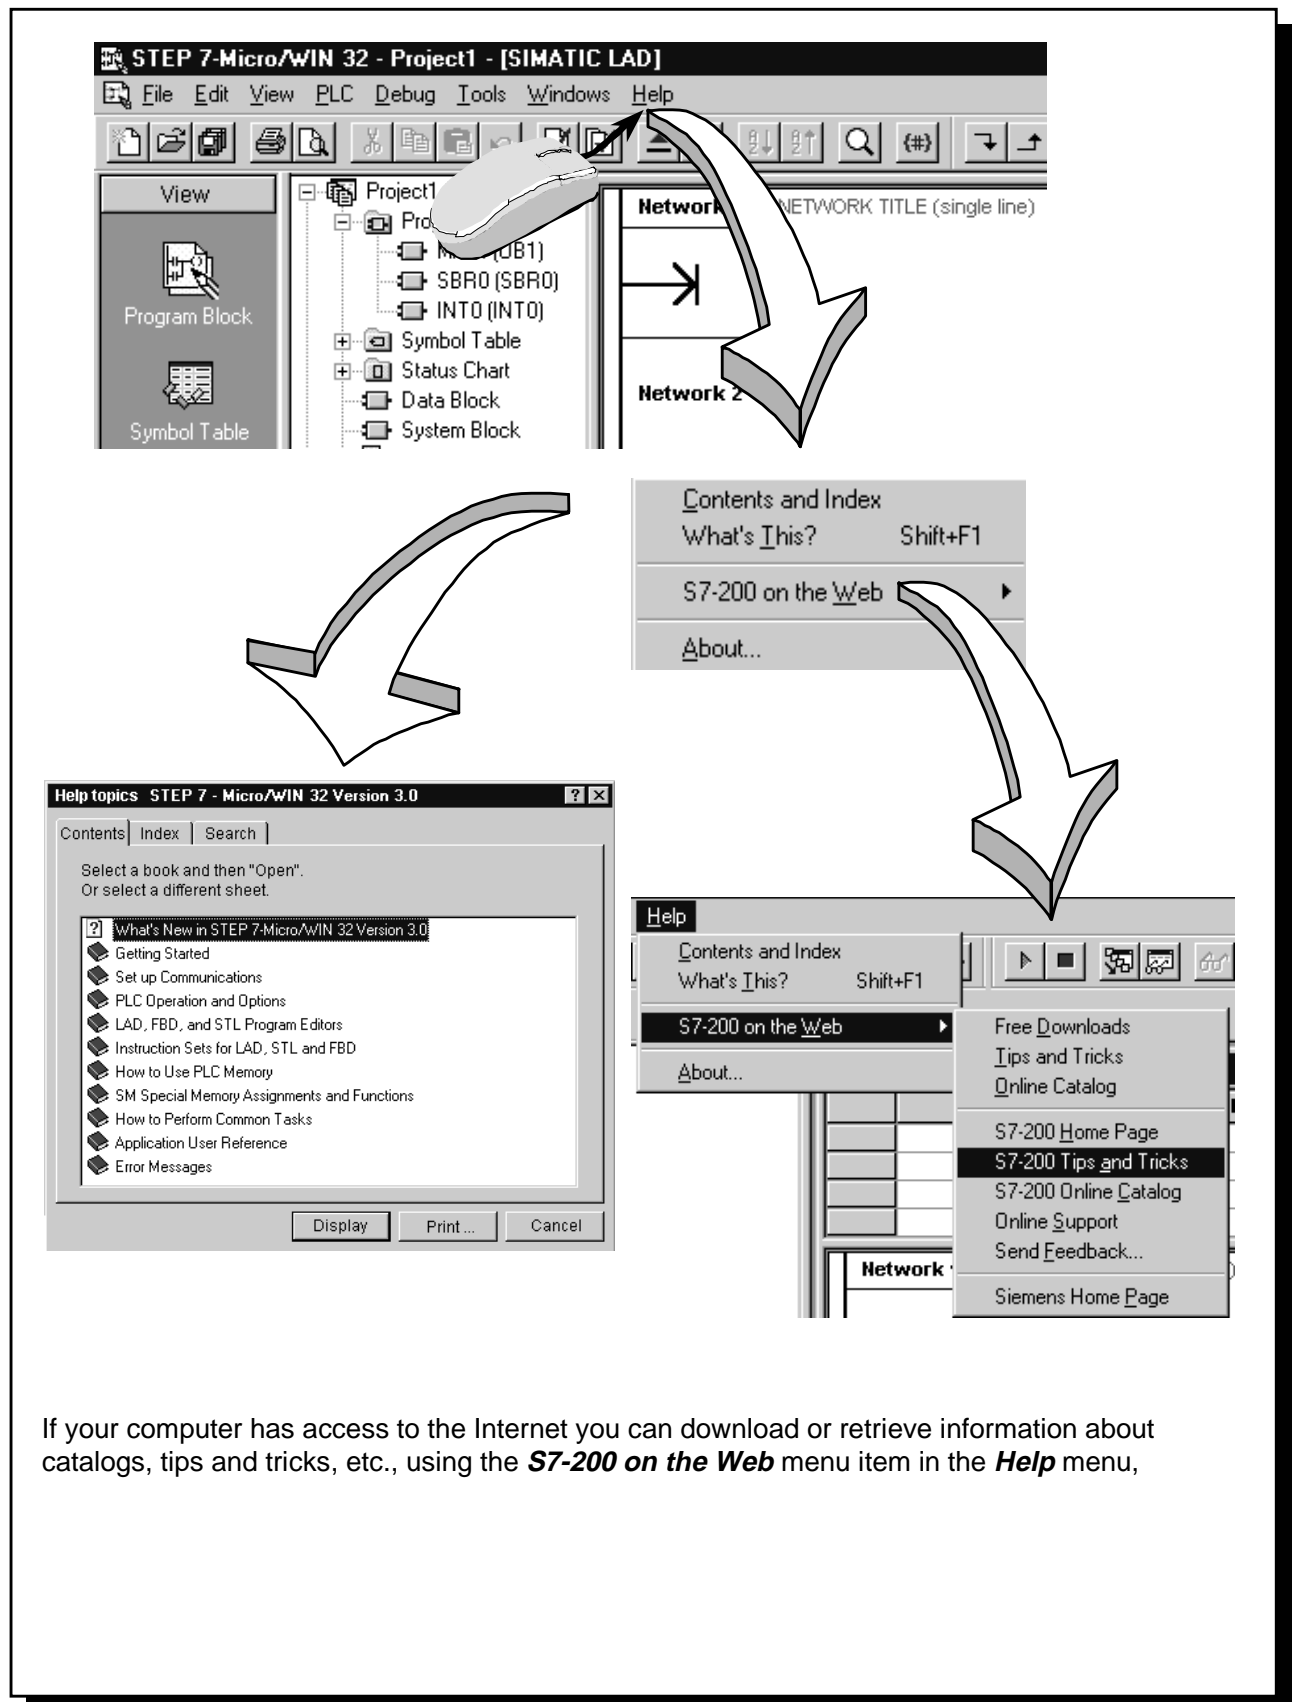 STEP 7-Micro/WIN 32 - Project1 - [SIMATIC LAD]
File Edit View PLC Debug Tools Windows Help
View
Program Block
Symbol Table
Project1
(OB1)
SBR0 (SBR0)
INT0 (INT0)
Symbol Table
Status Chart
Data Block
System Block
Network NETWORK TITLE (single line)
Network 2
Contents and Index
What's This? Shift+F1
S7-200 on the Web
About...
Help topics STEP 7 - Micro/WIN 32 Version 3.0
Contents Index Search
Select a book and then "Open".
Or select a different sheet.
What's New in STEP 7-Micro/WIN 32 Version 3.0
Getting Started
Set up Communications
PLC Operation and Options
LAD, FBD, and STL Program Editors
Instruction Sets for LAD, STL and FBD
How to Use PLC Memory
SM Special Memory Assignments and Functions
How to Perform Common Tasks
Application User Reference
Error Messages
Display Print ... Cancel
Help
Contents and Index
What's This? Shift+F1
S7-200 on the Web
About...
Free Downloads
Tips and Tricks
Online Catalog
S7-200 Home Page
S7-200 Tips and Tricks
S7-200 Online Catalog
Online Support
Send Feedback...
Siemens Home Page
Network
If your computer has access to the Internet you can download or retrieve information about
catalogs, tips and tricks, etc., using the S7-200 on the Web menu item in the Help menu,